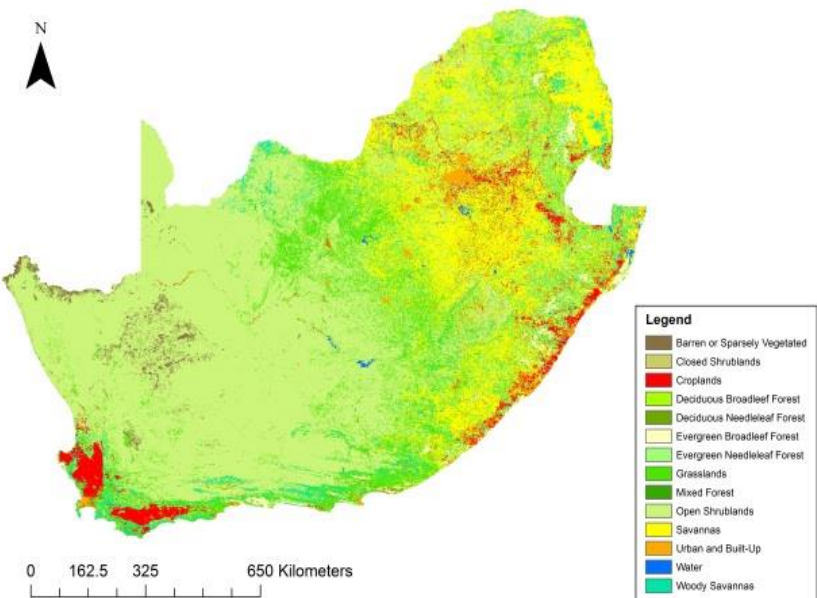 N
Legend
Barren or Sparsely Vegetated
Closed Shrublands
Croplands
Deciduous Broadleef Forest
Deciduous Needleleaf Forest
Evergreen Broadleef Forest
Evergreen Needleleaf Forest
Grasslands
Mixed Forest
Open Shrublands
Savannas
Urban and Built-Up
Water
Woody Savannas
0 162.5 325 650 Kilometers